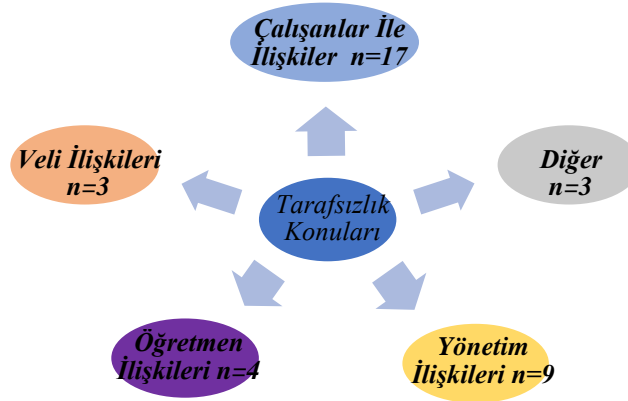 Çalışanlar İle
İlişkiler n=17
Veli İlişkileri
n=3
Diğer
n=3
Tarafsızlık
Konuları
Öğretmen
İlişkileri n=4
Yönetim
İlişkileri n=9